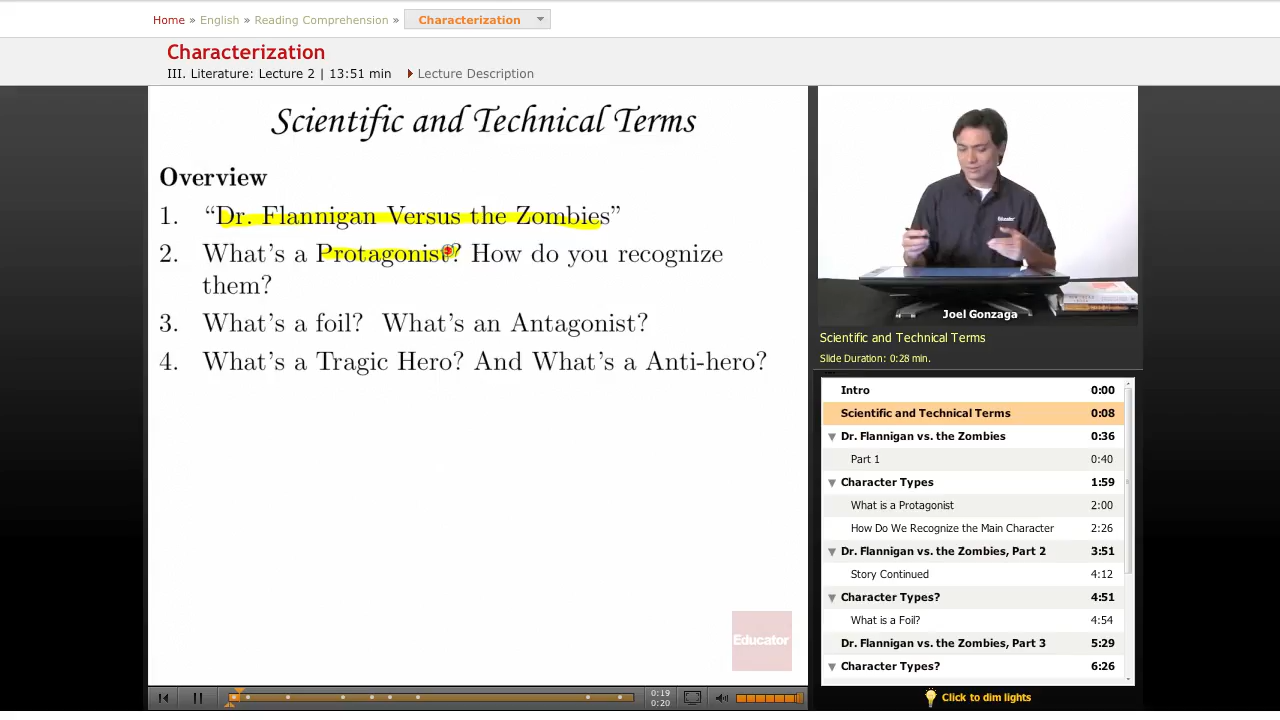 Home » English » Reading Comprehension » Characterization
Characterization
III. Literature: Lecture 2 | 13:51 min Lecture Description
Scientific and Technical Terms
Overview
1. “Dr. Flannigan Versus the Zombies”
2. What's a Protagonist? How do you recognize
them?
3. What's a foil? What's an Antagonist?
4. What's a Tragic Hero? And What's a Anti-hero?
Educator
0:19
0:20
Educator
Joel Gonzaga
Scientific and Technical Terms
Slide Duration: 0:28 min.
Intro 0:00
Scientific and Technical Terms 0:08
Dr. Flannigan vs. the Zombies 0:36
Part 1 0:40
Character Types 1:59
What is a Protagonist 2:00
How Do We Recognize the Main Character 2:26
Dr. Flannigan vs. the Zombies, Part 2 3:51
Story Continued 4:12
Character Types? 4:51
What is a Foil? 4:54
Dr. Flannigan vs. the Zombies, Part 3 5:29
Character Types? 6:26
Click to dim lights